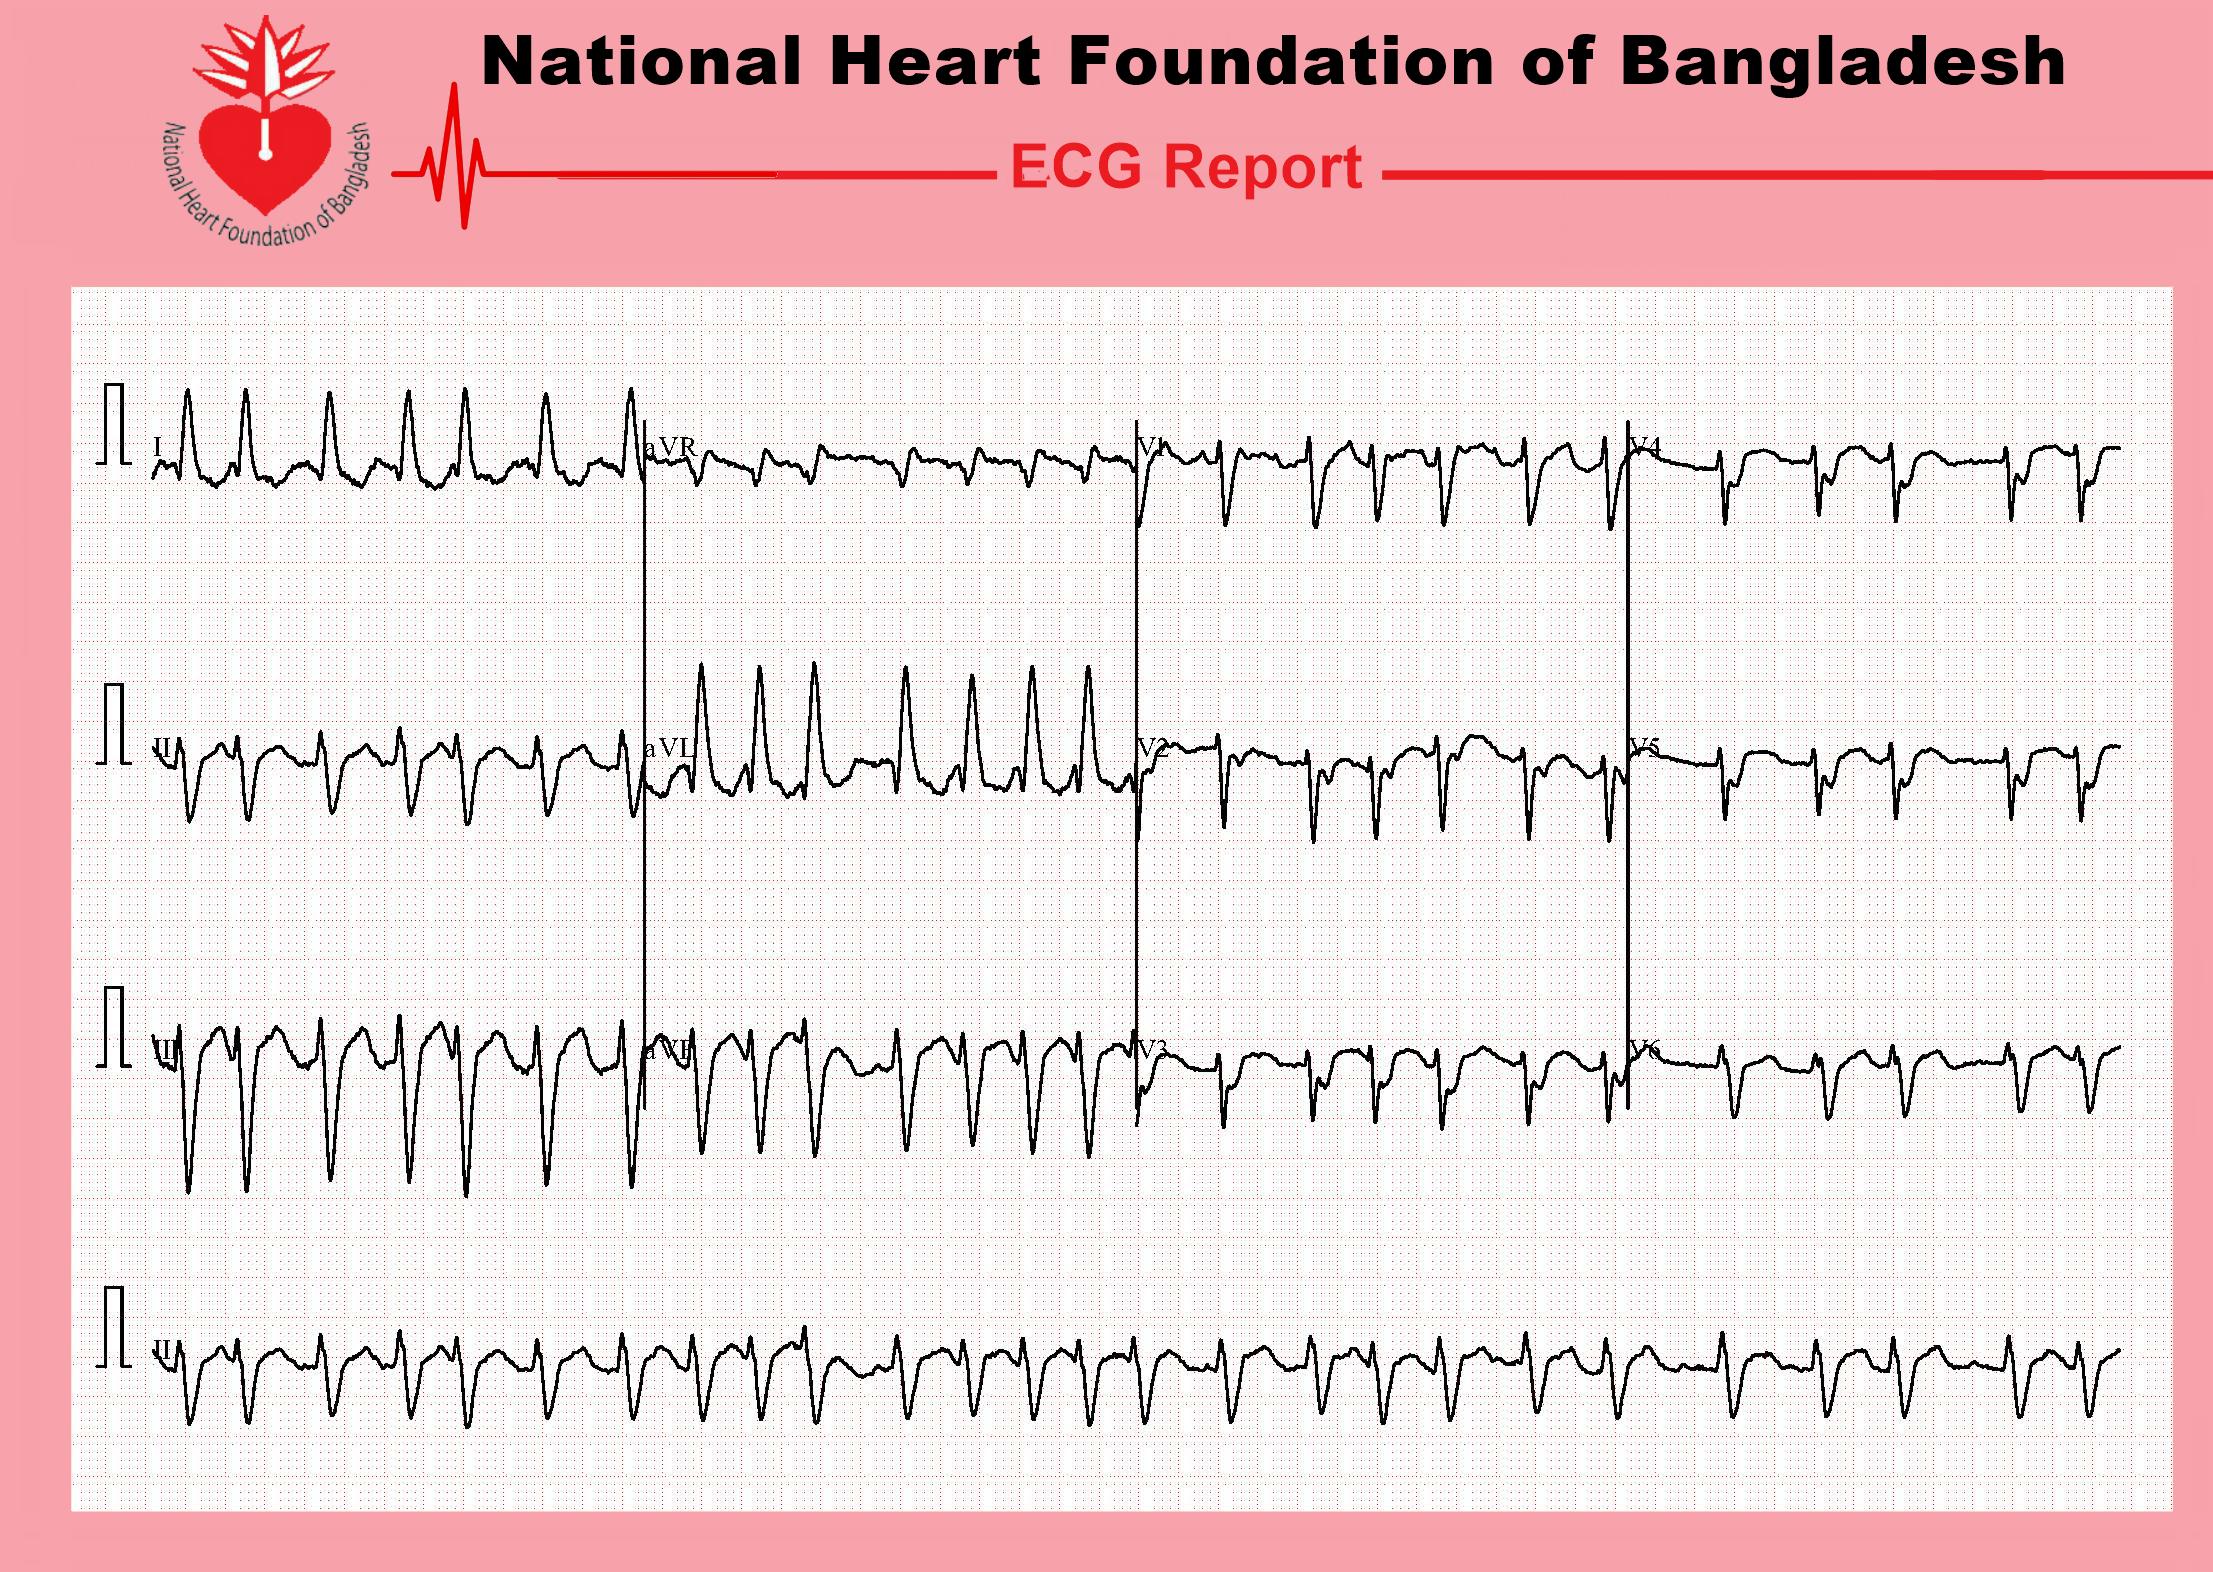 National Heart Foundation of Bangladesh
National Heart Foundation of Bangladesh
ECG Report
I
aVR
V1
V4
II
aVL
V2
V5
III
aVF
V3
V6
II